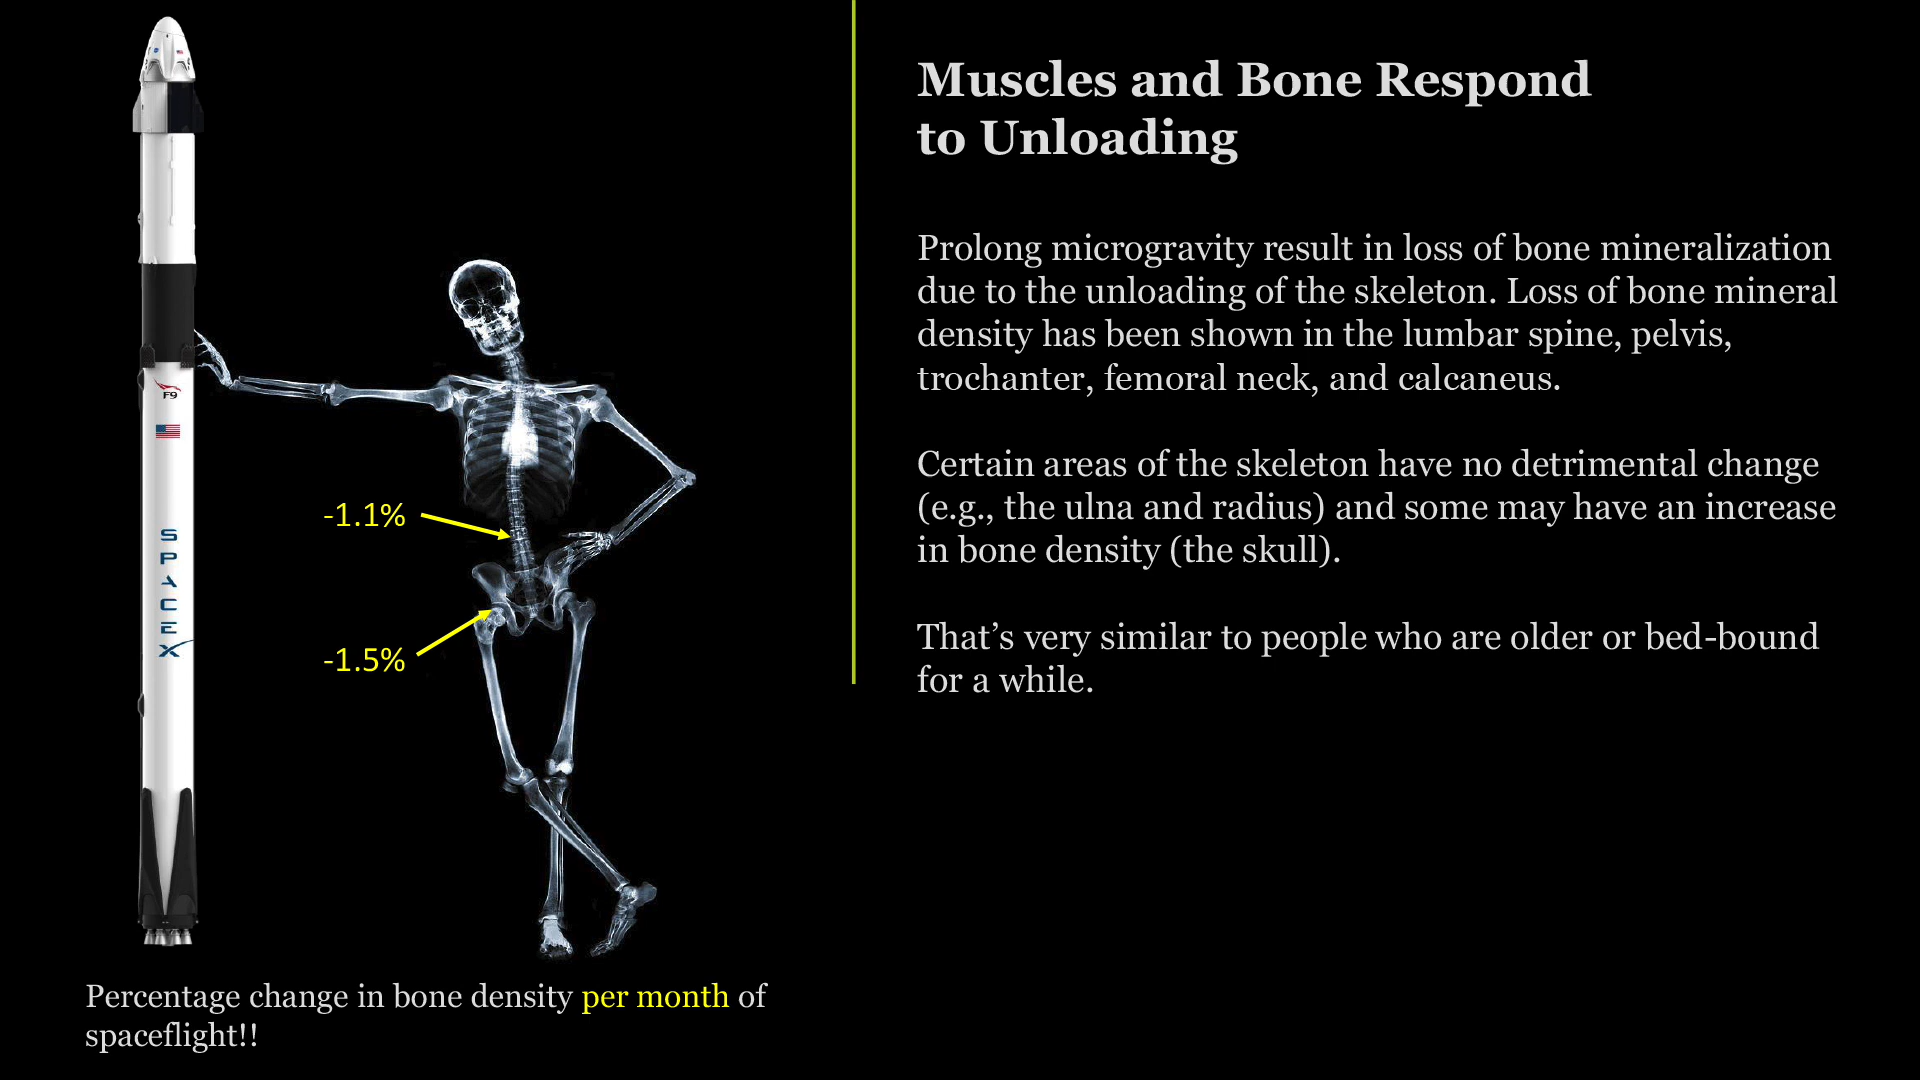 Muscles and Bone Respond
to Unloading
Prolong microgravity result in loss of bone mineralization
due to the unloading of the skeleton. Loss of bone mineral
density has been shown in the lumbar spine, pelvis,
trochanter, femoral neck, and calcaneus.
Certain areas of the skeleton have no detrimental change
(e.g., the ulna and radius) and some may have an increase
in bone density (the skull).
That’s very similar to people who are older or bed-bound
for a while.
F9
SPACEX
-1.1%
-1.5%
Percentage change in bone density per month of
spaceflight!!